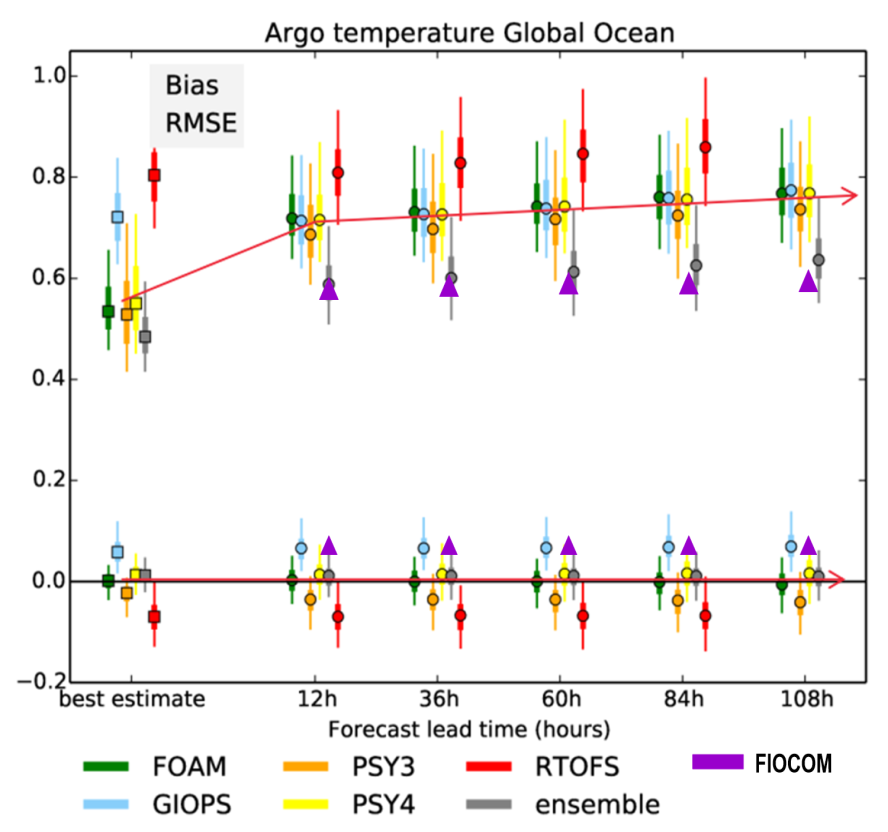 Argo temperature Global Ocean
Bias
RMSE
1.0
0.8
0.6
0.4
0.2
0.0
−0.2
best estimate 12h 36h 60h 84h 108h
Forecast lead time (hours)
FOAM PSY3 RTOFS FIOCOM
GIOPS PSY4 ensemble